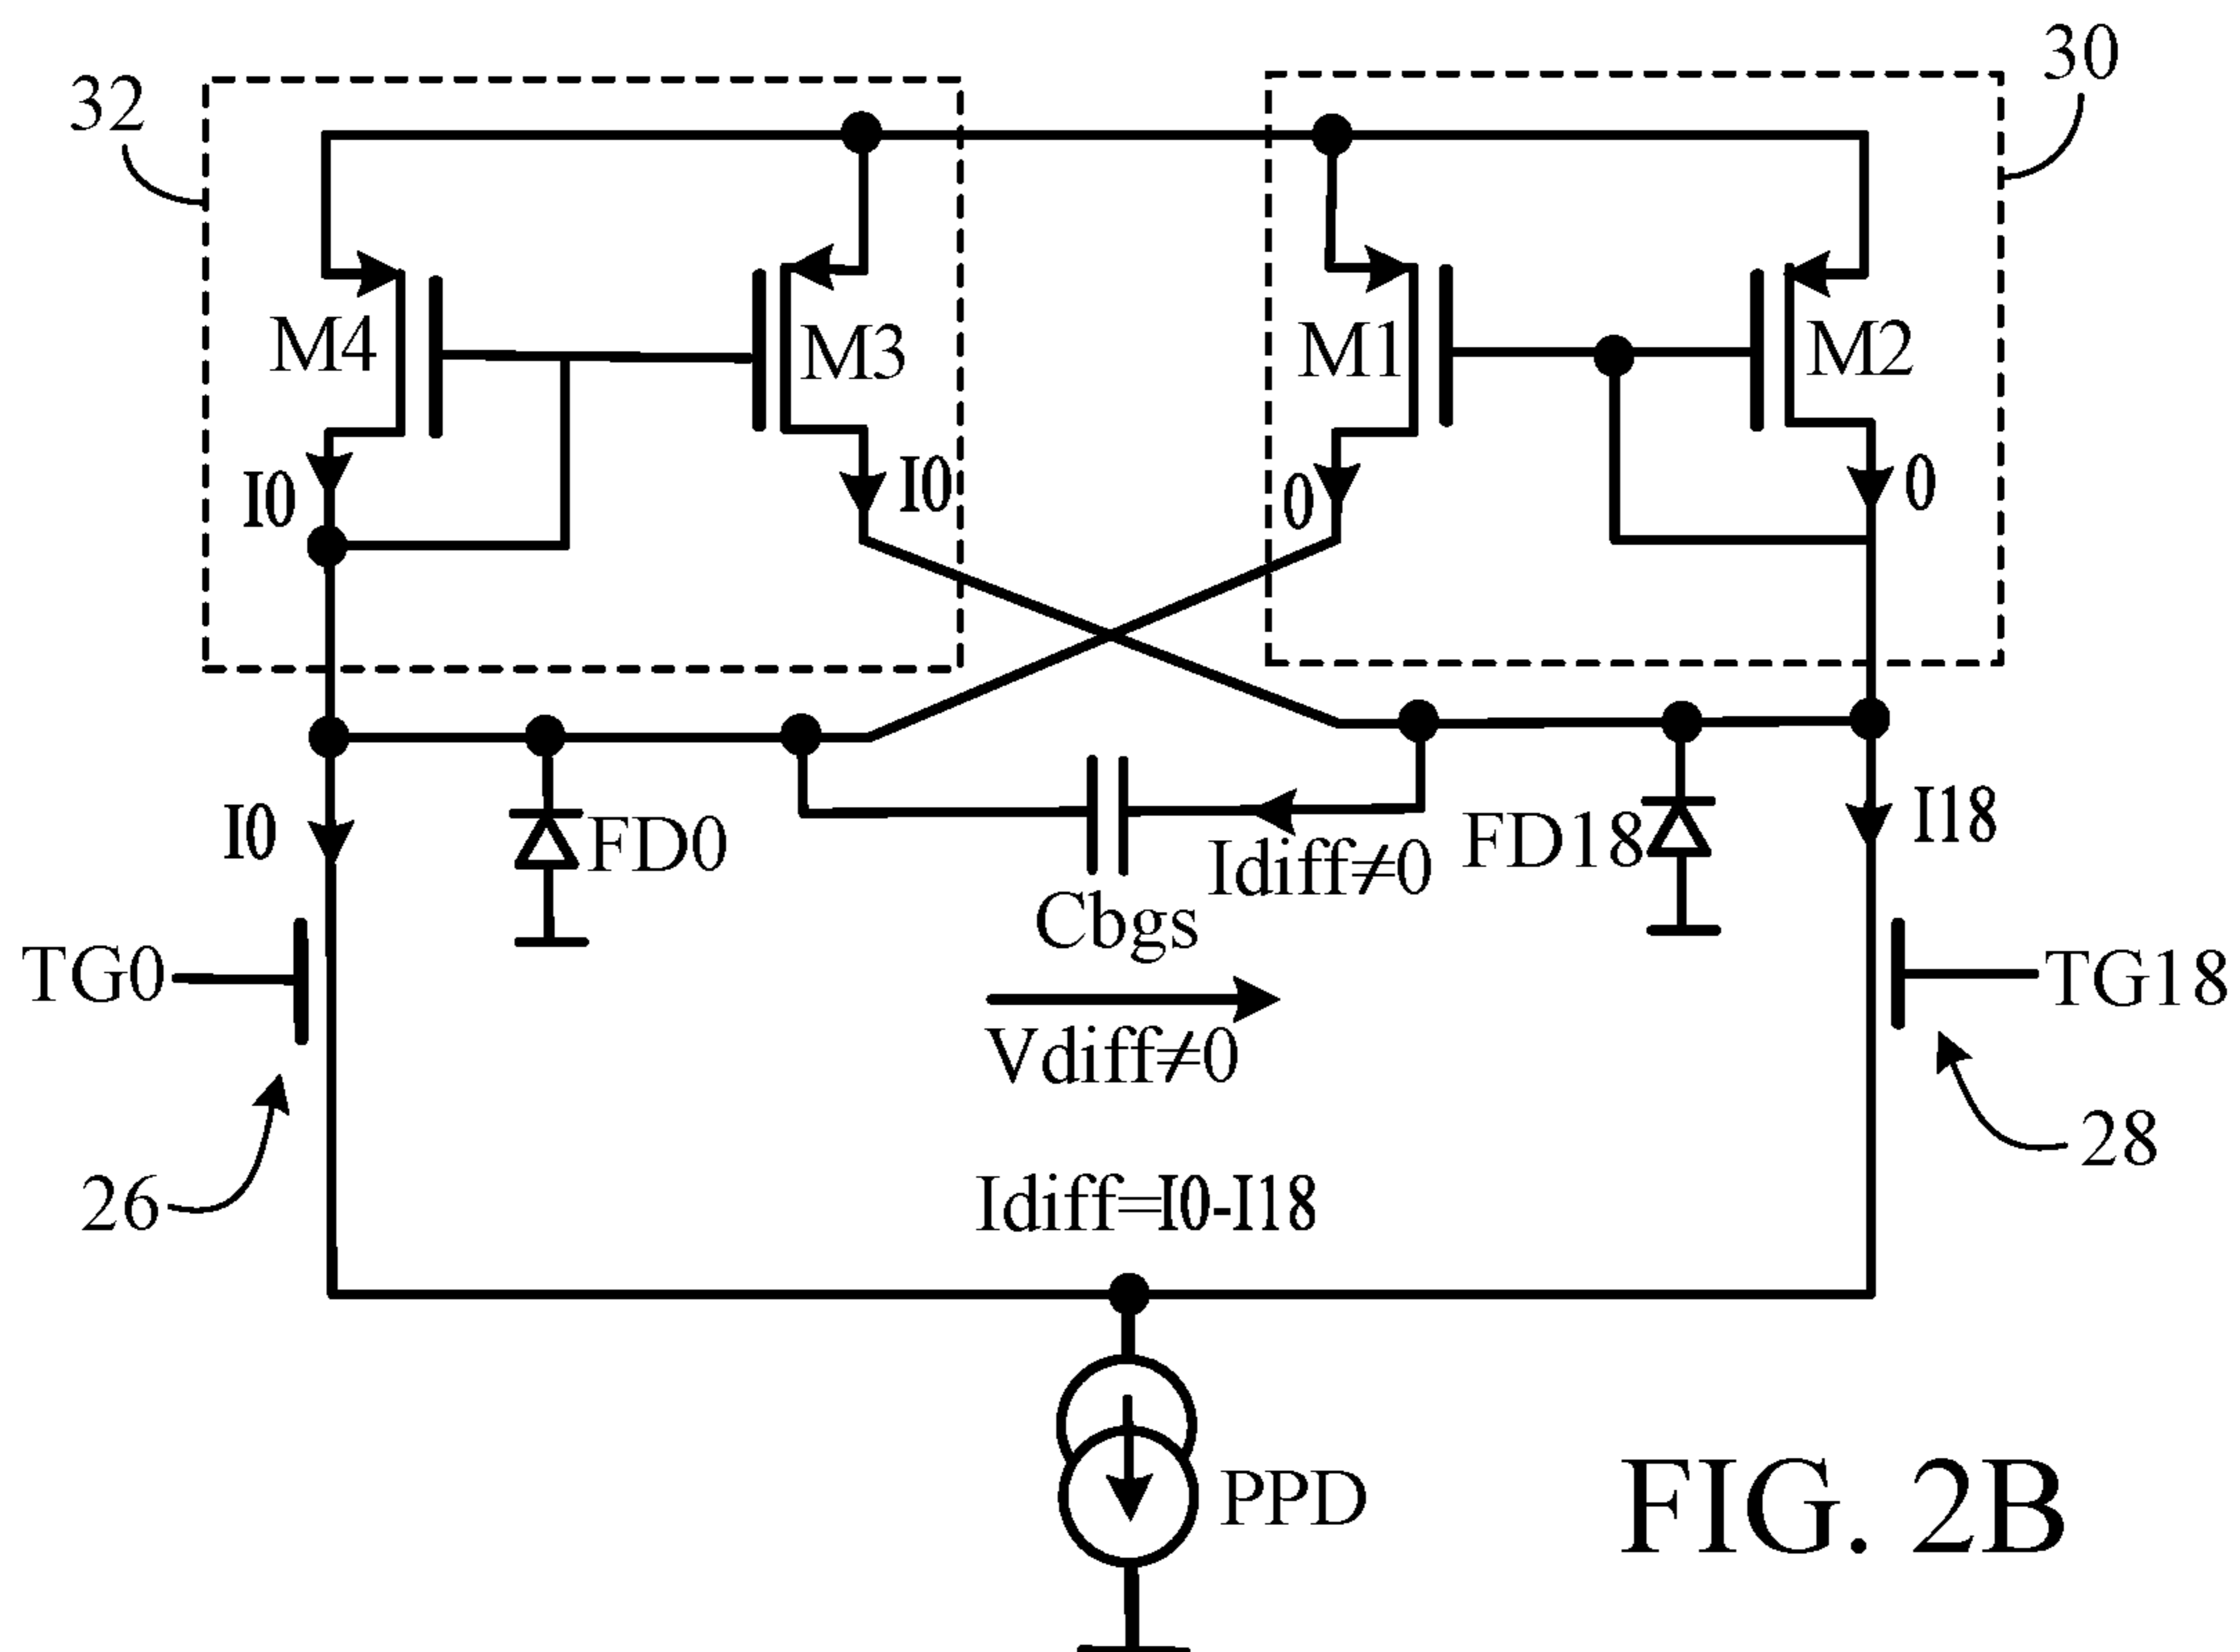 32
30
M4
M3
M1
M2
I0
I0
0
0
I0
FD0
Idiff≠0
FD18
I18
Cbgs
TG0
TG18
Vdiff≠0
26
28
Idiff=I0-I18
PPD
FIG. 2B